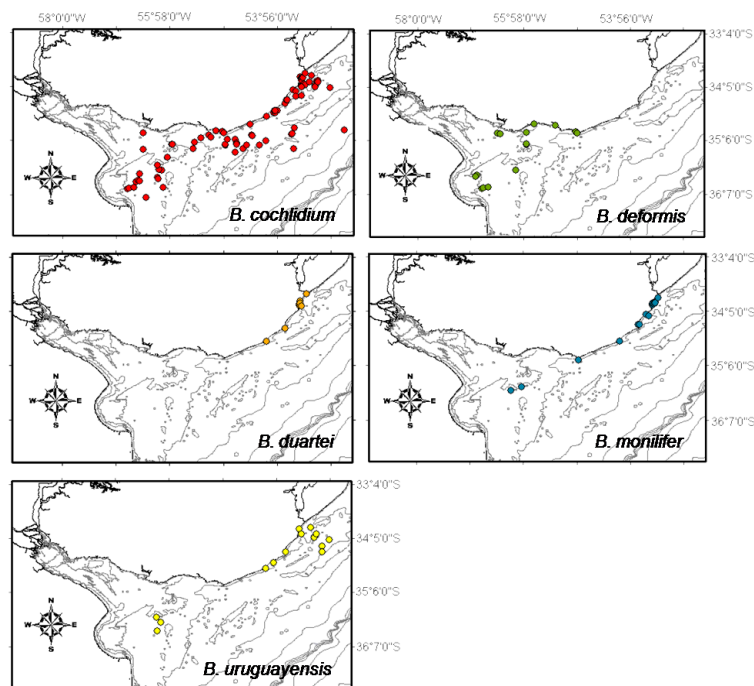 58°0'0"W 55°58'0"W 53°56'0"W
58°0'0"W 55°58'0"W 53°56'0"W
N
W E
S
B. cochlidium
N
W E
S
B. deformis
33°4'0"S
34°5'0"S
35°6'0"S
36°7'0"S
N
W E
S
B. duartei
N
W E
S
B. monilifer
33°4'0"S
34°5'0"S
35°6'0"S
36°7'0"S
N
W E
S
B. uruguayensis
33°4'0"S
34°5'0"S
35°6'0"S
36°7'0"S